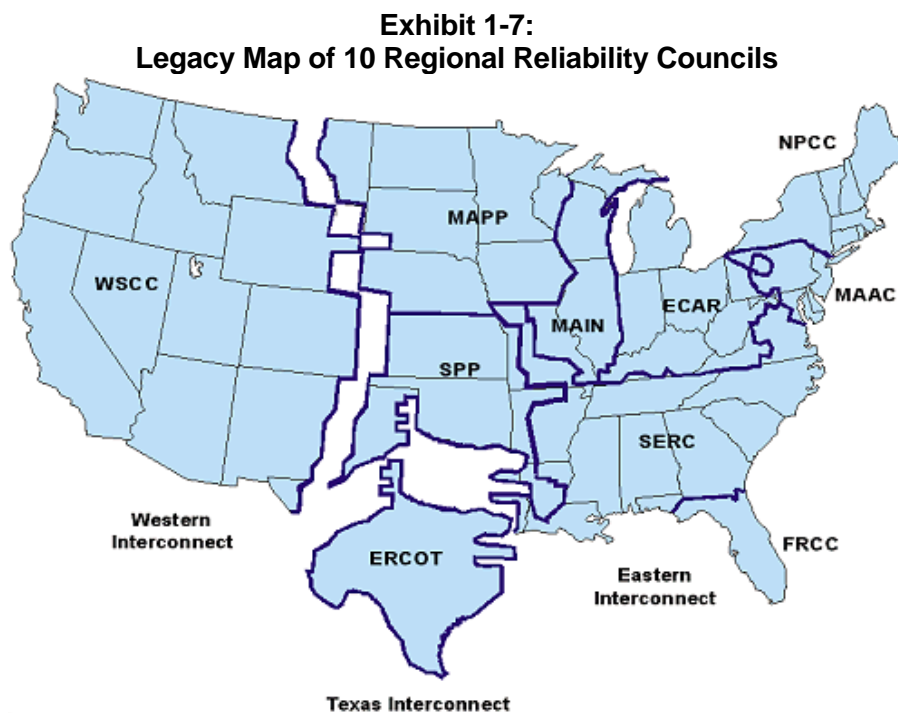 Exhibit 1-7:
Legacy Map of 10 Regional Reliability Councils
NPCC
MAPP
WSCC
MAAC
ECAR
MAIN
SPP
SERC
Western
Interconnect
ERCOT
FRCC
Eastern
Interconnect
Texas Interconnect